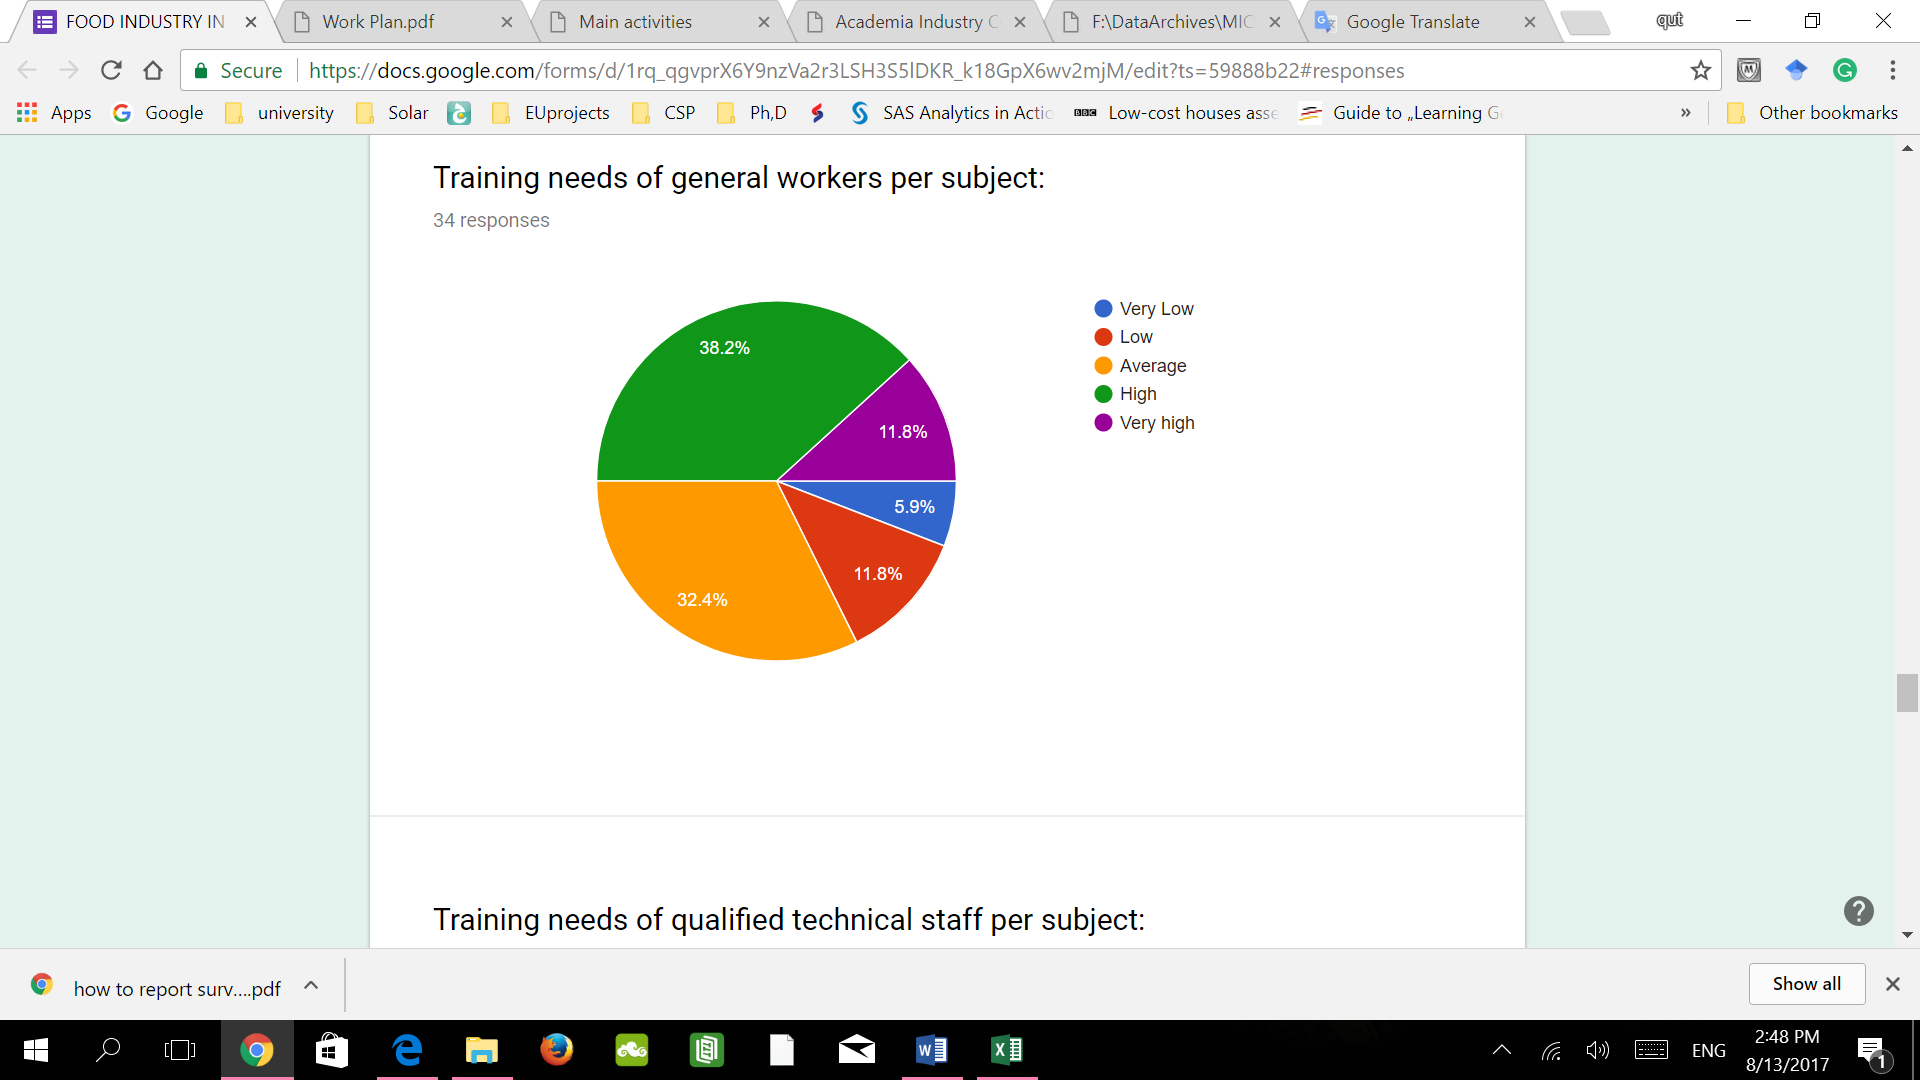 FOOD INDUSTRY IN
Work Plan.pdf
Main activities
Academia Industry C
F:\DataArchives\MIC
Google Translate
qut
Secure
https://docs.google.com/forms/d/1rq_qgvprX6Y9nzVa2r3LSH3S5lDKR_k18GpX6wv2mjM/edit?ts=59888b22#responses
Apps
Google
university
Solar
EUprojects
CSP
Ph,D
SAS Analytics in Actic
BBC
Low-cost houses asse
Guide to „Learning Ge
»
Other bookmarks
Training needs of general workers per subject:
34 responses
38.2%
11.8%
5.9%
11.8%
32.4%
Very Low
Low
Average
High
Very high
Training needs of qualified technical staff per subject:
how to report surv....pdf
Show all
ENG
2:48 PM
8/13/2017
1